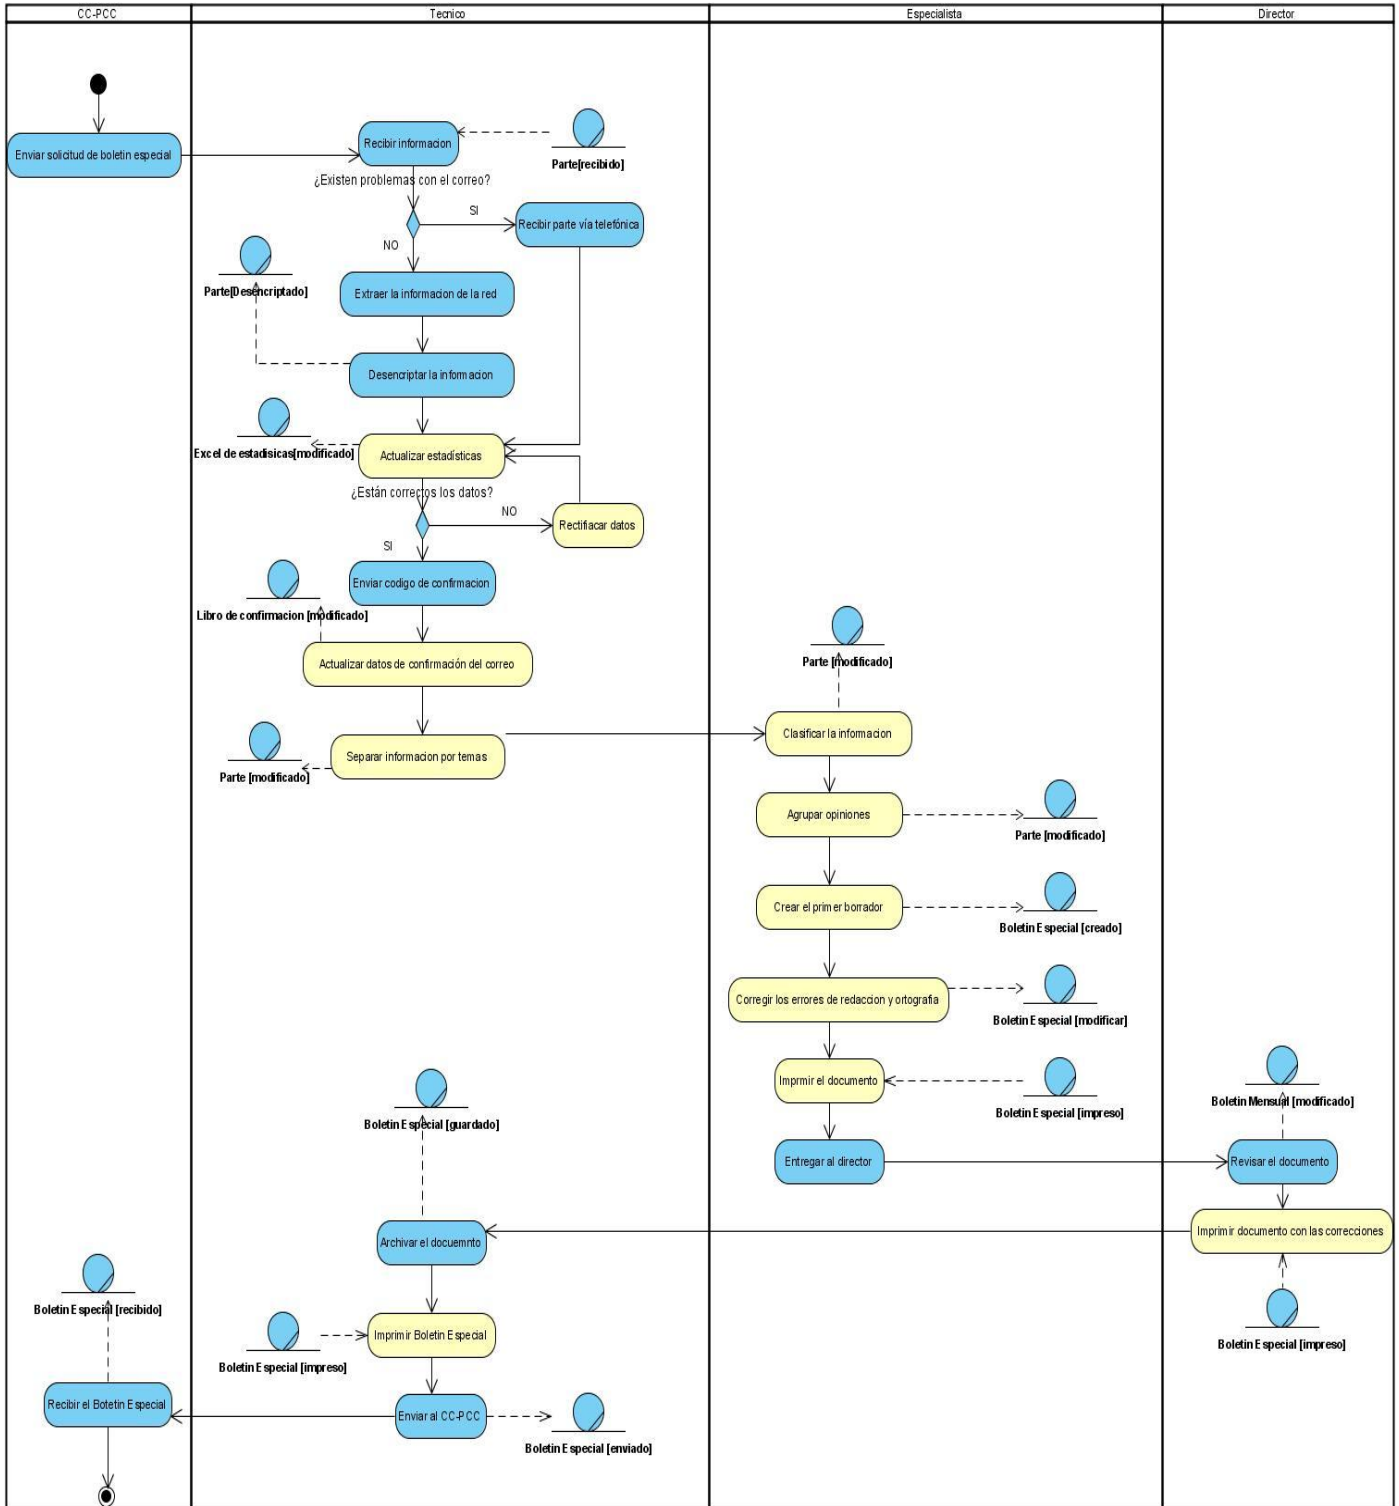 CC-PCC
Tecnico
Especialista
Director
Enviar solicitud de boletin especial
Recibir informacion
Parte[recibido]
¿Existen problemas con el correo?
SI
Recibir parte vía telefónica
NO
Parte[Desencriptado]
Extraer la informacion de la red
Desencriptar la informacion
Excel de estadisicas[modificado]
Actualizar estadísticas
¿Están correctos los datos?
NO
Rectifiacar datos
SI
Enviar codigo de confirmacion
Libro de confirmacion [modificado]
Actualizar datos de confirmación del correo
Parte [modificado]
Separar informacion por temas
Parte [modificado]
Clasificar la informacion
Agrupar opiniones
Parte [modificado]
Crear el primer borrador
Boletin Especial [creado]
Corregir los errores de redaccion y ortografia
Boletin Especial [modificar]
Imprmir el documento
Boletin Especial [impreso]
Boletin Mensual [modificado]
Entregar al director
Revisar el documento
Imprimir documento con las correcciones
Boletin Especial [impreso]
Boletin Especial [guardado]
Archivar el docuemnto
Imprimir Boletin Especial
Boletin Especial [impreso]
Enviar al CC-PCC
Boletin Especial [enviado]
Boletin Especial [recibido]
Recibir el Botetin Especial